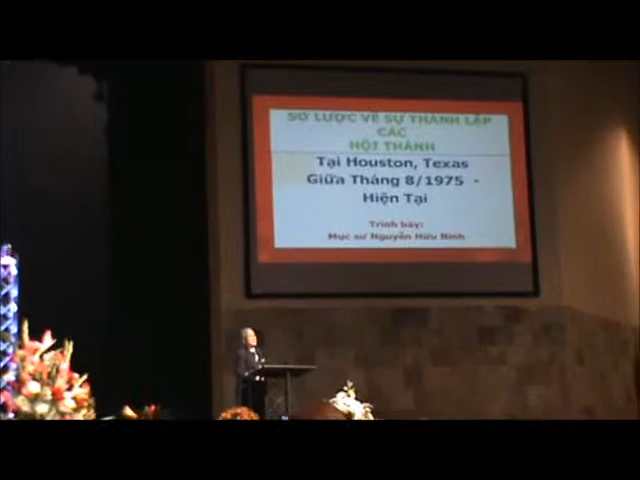 SƠ LƯỢC VỀ SỰ THÀNH LẬP
CÁC
HỘI THÁNH
Tại Houston, Texas
Giữa Tháng 8/1975 -
Hiện Tại
Trình bày:
Mục sư Nguyễn Hữu Ninh